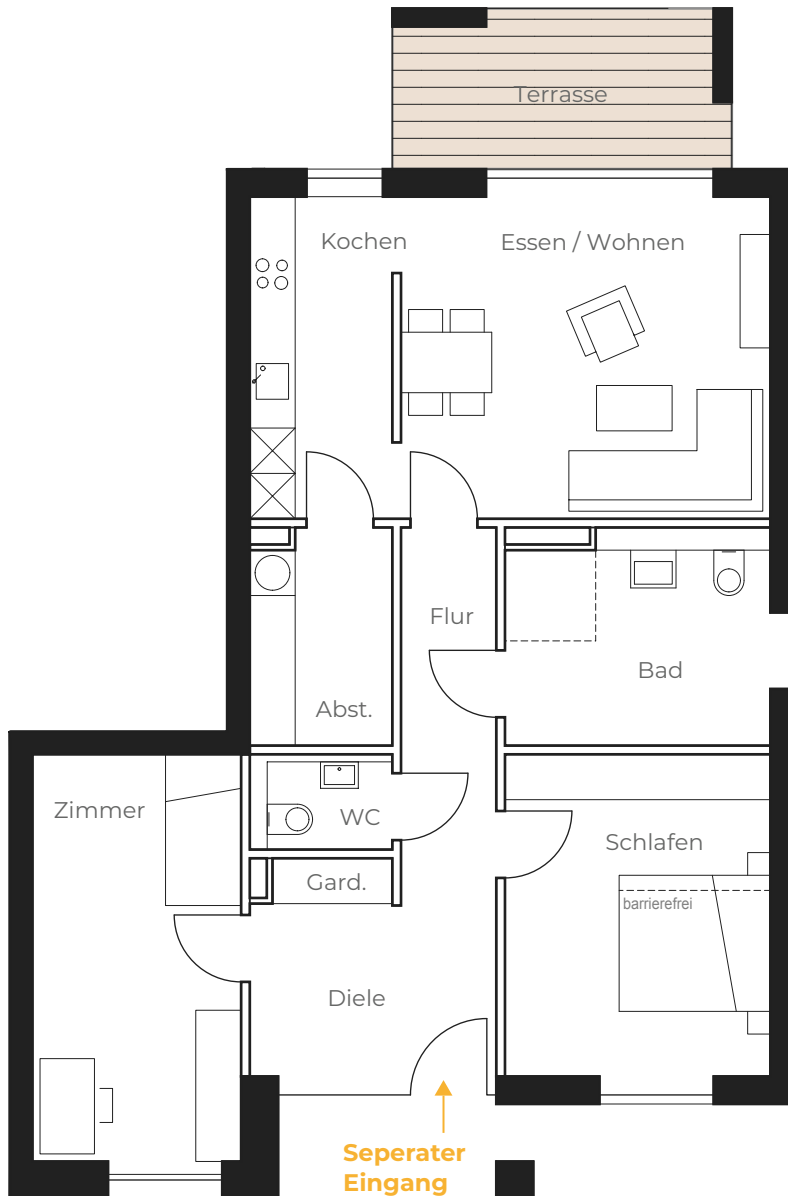 Terrasse
Kochen
Essen / Wohnen
Flur
Bad
Abst.
Zimmer
WC
Schlafen
Gard.
barrierefrei
Diele
Seperater
Eingang